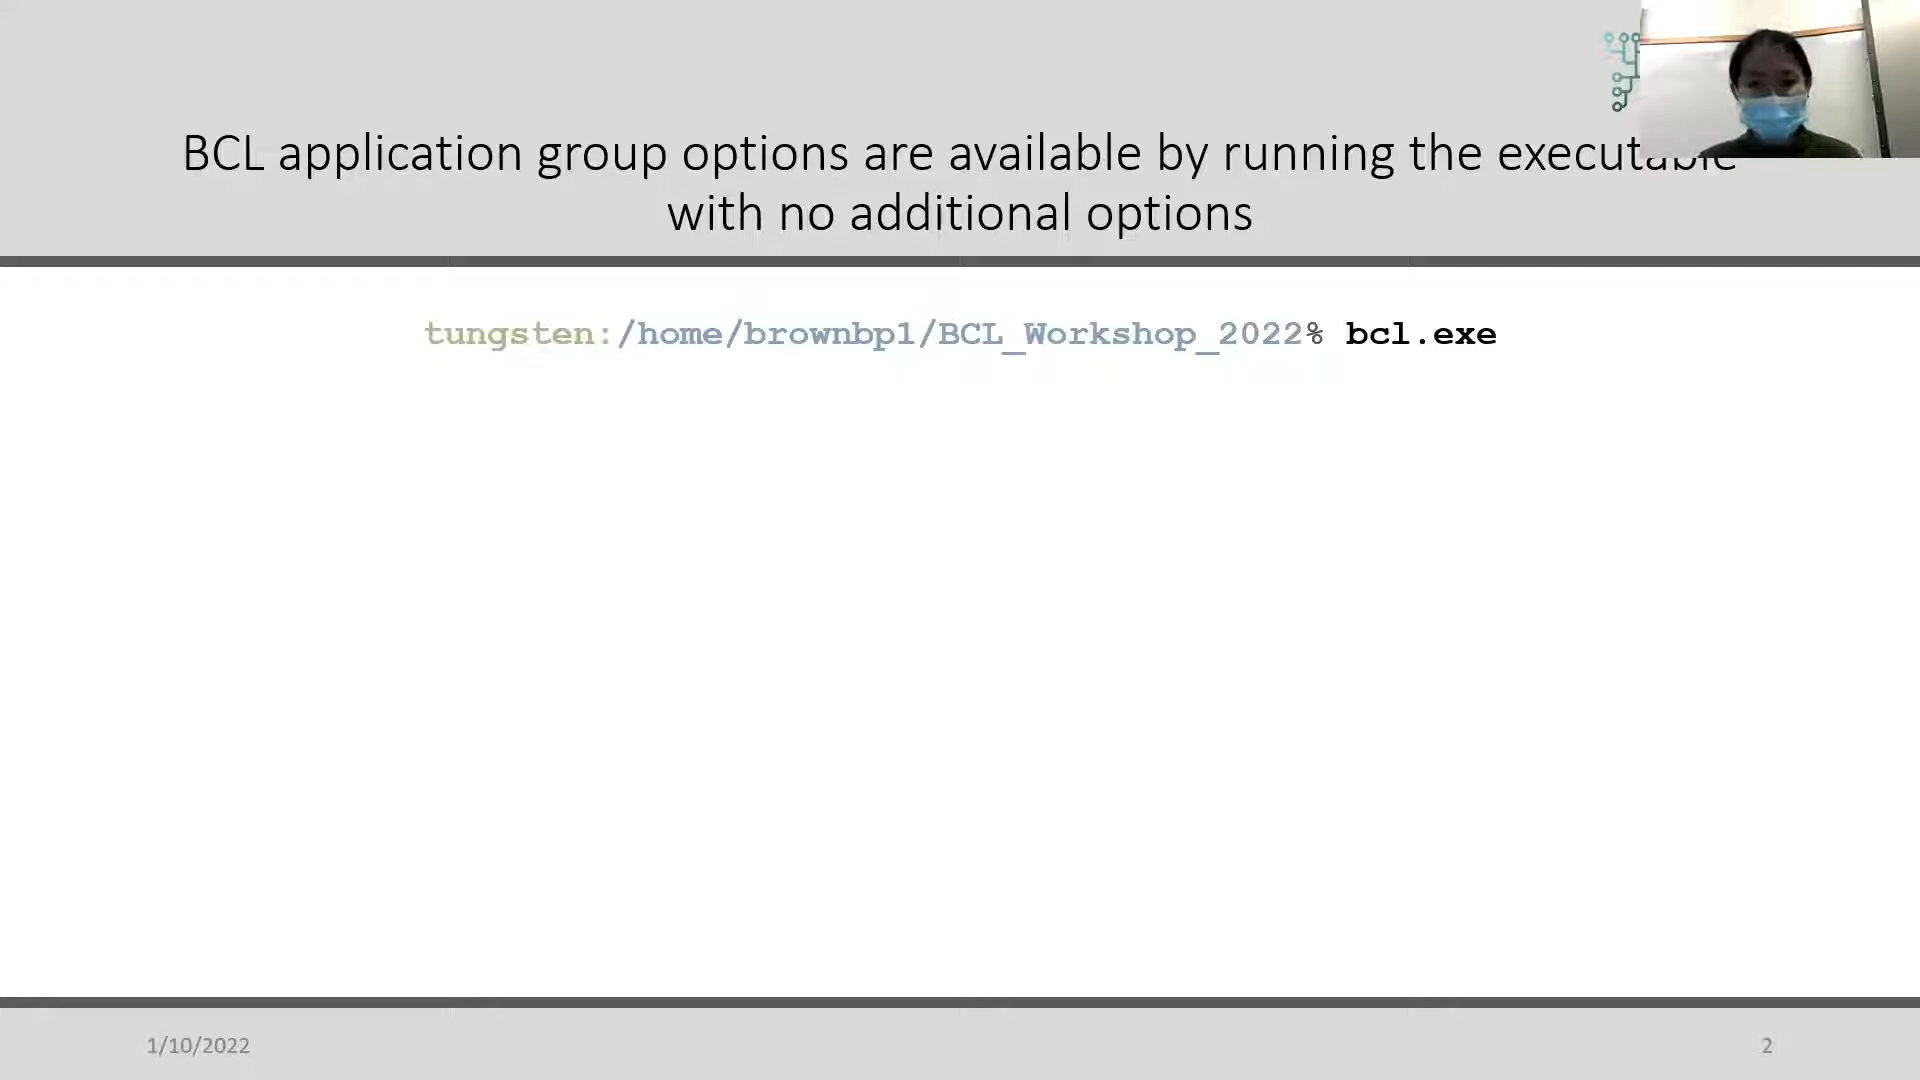 BCL application group options are available by running the executable
with no additional options
tungsten:/home/brownbp1/BCL_Workshop_2022% bcl.exe
1/10/2022
2